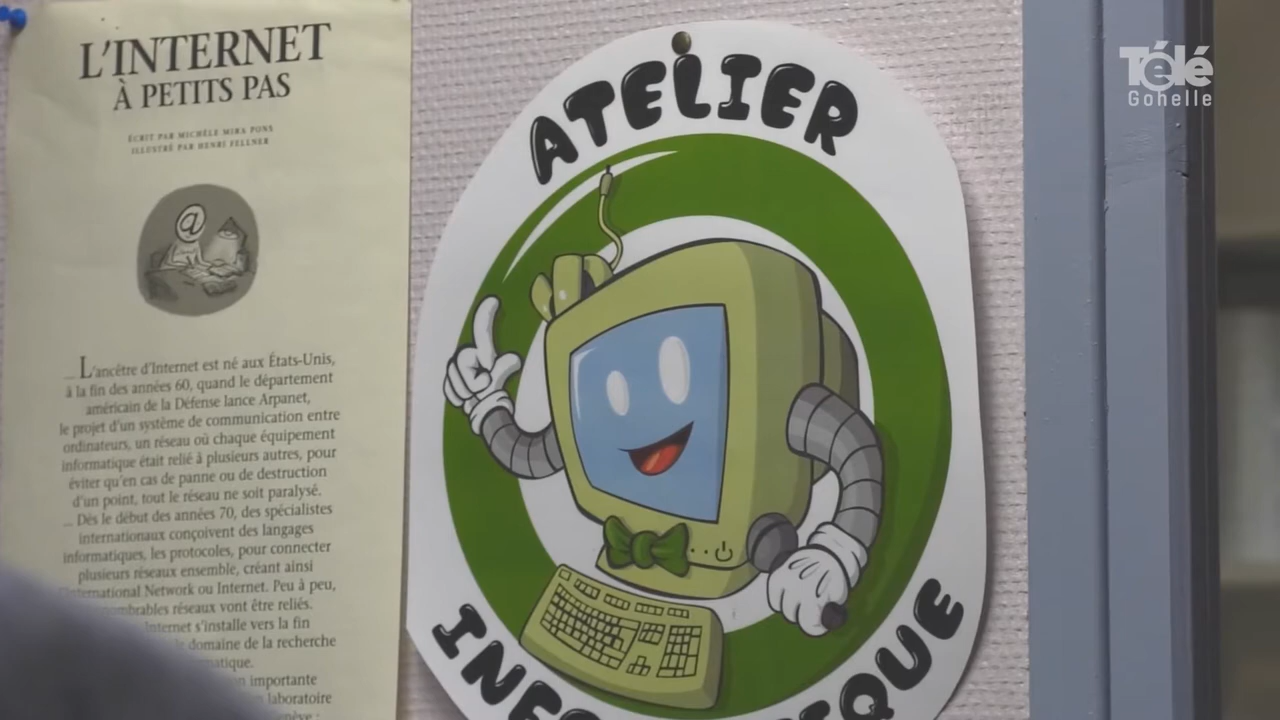 L'INTERNET
À PETITS PAS
ÉCRIT PAR MICHÈLE MIRA PONS
ILLUSTRÉ PAR HENRI FELLNER
@
... L'ancêtre d'Internet est né aux États-Unis,
à la fin des années 60, quand le département
américain de la Défense lance Arpanet,
le projet d'un système de communication entre
ordinateurs, un réseau où chaque équipement
informatique était relié à plusieurs autres, pour
éviter qu'en cas de panne ou de destruction
d'un point, tout le réseau ne soit paralysé.
... Dès le début des années 70, des spécialistes
internationaux conçoivent des langages
informatiques, les protocoles, pour connecter
plusieurs réseaux ensemble, créant ainsi
International Network ou Internet. Peu à peu,
réseaux vont être reliés.
Internet s'installe vers la fin
domaine de la recherche
importante
laboratoire
ATELIER
Télé
Gohelle